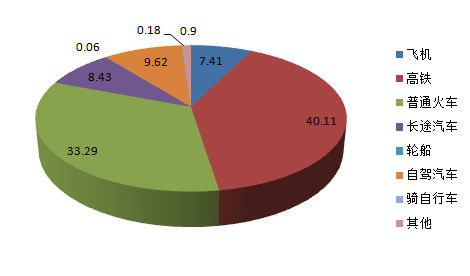 0.18
0.9
0.06
9.62
7.41
8.43
40.11
33.29
飞机
高铁
普通火车
长途汽车
轮船
自驾汽车
骑自行车
其他